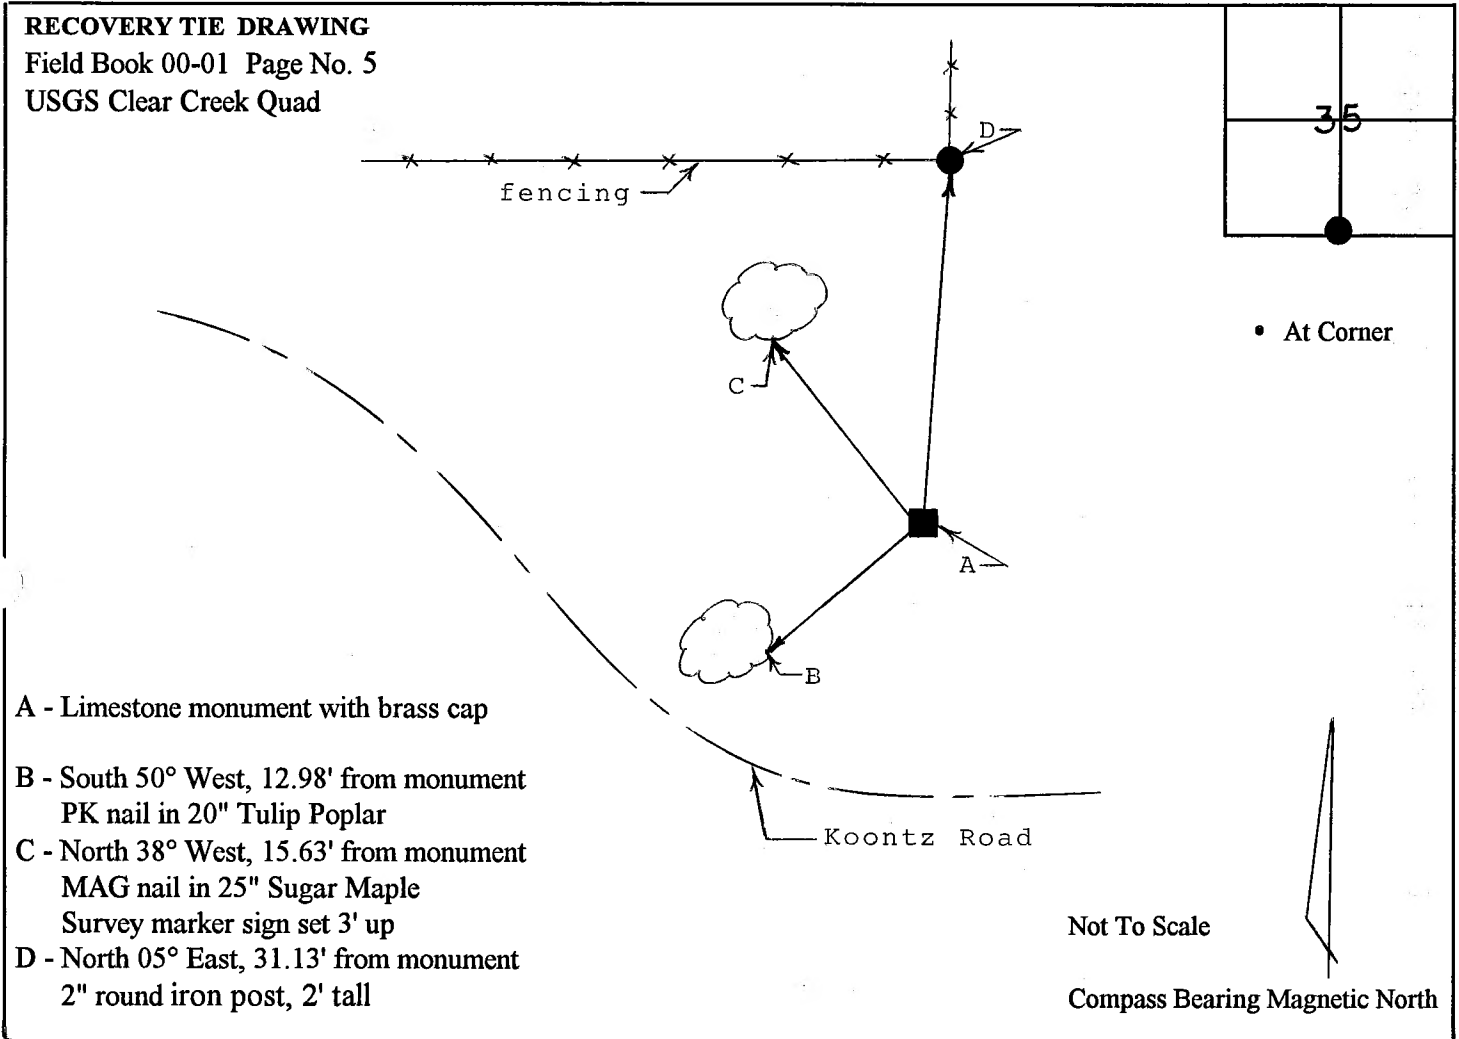 RECOVERY TIE DRAWING
Field Book 00-01 Page No. 5
USGS Clear Creek Quad
35
D
fencing
• At Corner
C
A
B
A - Limestone monument with brass cap
B - South 50° West, 12.98' from monument
PK nail in 20" Tulip Poplar
C - North 38° West, 15.63' from monument
MAG nail in 25" Sugar Maple
Survey marker sign set 3' up
D - North 05° East, 31.13' from monument
2" round iron post, 2' tall
Koontz Road
Not To Scale
Compass Bearing Magnetic North